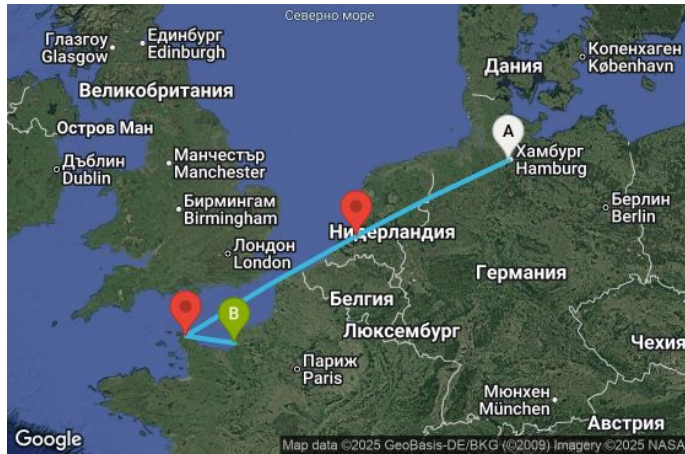 Северно море
Глазгоу
Glasgow
Единбург
Edinburgh
Копенхаген
København
Дания
Великобритания
A
Остров Ман
Хамбург
Hamburg
Дъблин
Dublin
Манчестър
Manchester
Бирмингам
Birmingham
Берлин
Berlin
Нидерландия
Лондон
London
Германия
Белгия
B
Люксембург
Чехия
Париж
Paris
Мюнхен
München
Австрия
Google
Map data ©2025 GeoBasis-DE/BKG (©2009) Imagery ©2025 NASA